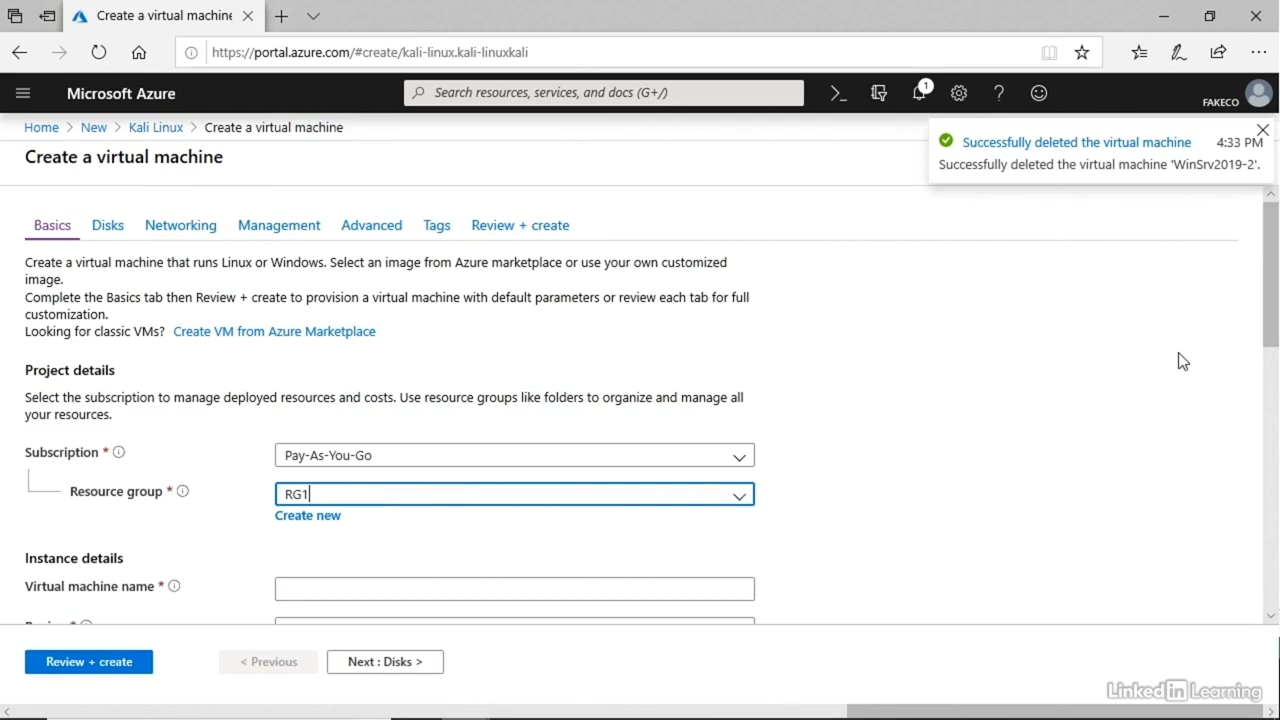 Create a virtual machine
https://portal.azure.com/#create/kali-linux.kali-linuxkali
Microsoft Azure
Search resources, services, and docs (G+/)
1
FAKECO
Home > New > Kali Linux > Create a virtual machine
Create a virtual machine
Successfully deleted the virtual machine 4:33 PM
Successfully deleted the virtual machine 'WinSrv2019-2'.
Basics Disks Networking Management Advanced Tags Review + create
Create a virtual machine that runs Linux or Windows. Select an image from Azure marketplace or use your own customized
image.
Complete the Basics tab then Review + create to provision a virtual machine with default parameters or review each tab for full
customization.
Looking for classic VMs? Create VM from Azure Marketplace
Project details
Select the subscription to manage deployed resources and costs. Use resource groups like folders to organize and manage all
your resources.
Subscription * Pay-As-You-Go
Resource group * RG1
Create new
Instance details
Virtual machine name *
Review + create < Previous Next : Disks >
LinkedIn Learning